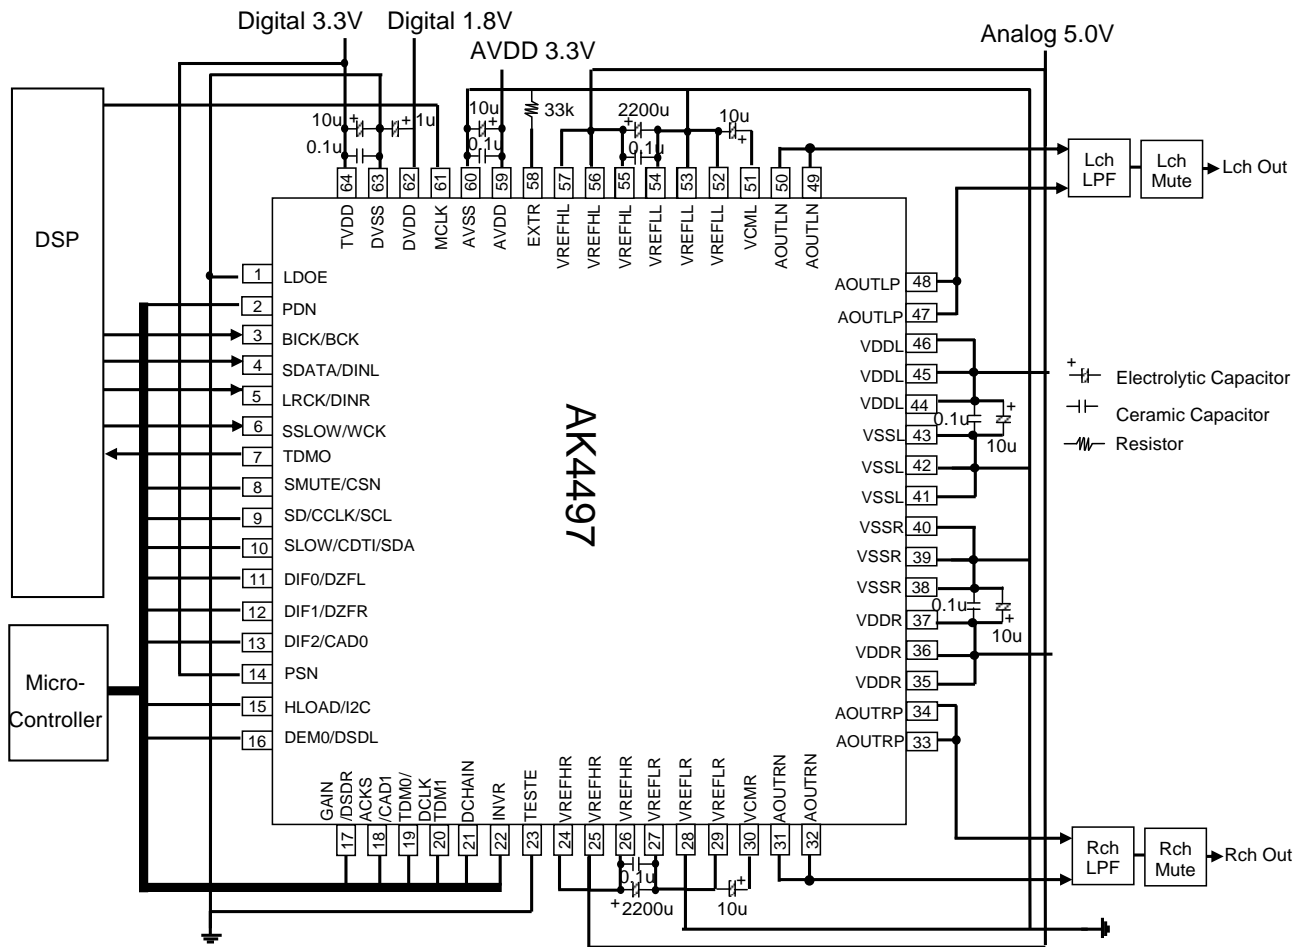 Digital 3.3V
Digital 1.8V
AVDD 3.3V
Analog 5.0V
10u
+
+
1u
0.1u
10u
+
0.1u
33k
2200u
+
0.1u
10u
+
64
63
62
61
60
59
58
57
56
55
54
53
52
51
50
49
TVDD
DVSS
DVDD
MCLK
AVSS
AVDD
EXTR
VREFHL
VREFHL
VREFHL
VREFLL
VREFLL
VREFLL
VCML
AOUTLN
AOUTLN
Lch
LPF
Lch
Mute
Lch Out
DSP
Micro-
Controller
1 LDOE
2 PDN
3 BICK/BCK
4 SDATA/DINL
5 LRCK/DINR
6 SSLOW/WCK
7 TDMO
8 SMUTE/CSN
9 SD/CCLK/SCL
10 SLOW/CDTI/SDA
11 DIF0/DZFL
12 DIF1/DZFR
13 DIF2/CAD0
14 PSN
15 HLOAD/I2C
16 DEM0/DSDL
AK4497
AOUTLP 48
AOUTLP 47
VDDL 46
VDDL 45
VDDL 44
VSSL 43
VSSL 42
VSSL 41
VSSR 40
VSSR 39
VSSR 38
VDDR 37
VDDR 36
VDDR 35
AOUTRP 34
AOUTRP 33
0.1u
+
10u
0.1u
+
10u
+
Electrolytic Capacitor
Ceramic Capacitor
Resistor
GAIN
/DSDR
ACKS
/CAD1
TDM0/
DCLK
TDM1
DCHAIN
INVR
TESTE
VREFHR
VREFHR
VREFHR
VREFLR
VREFLR
VREFLR
VCMR
AOUTRN
AOUTRN
17
18
19
20
21
22
23
24
25
26
27
28
29
30
31
32
0.1u
+
2200u
+
10u
Rch
LPF
Rch
Mute
Rch Out